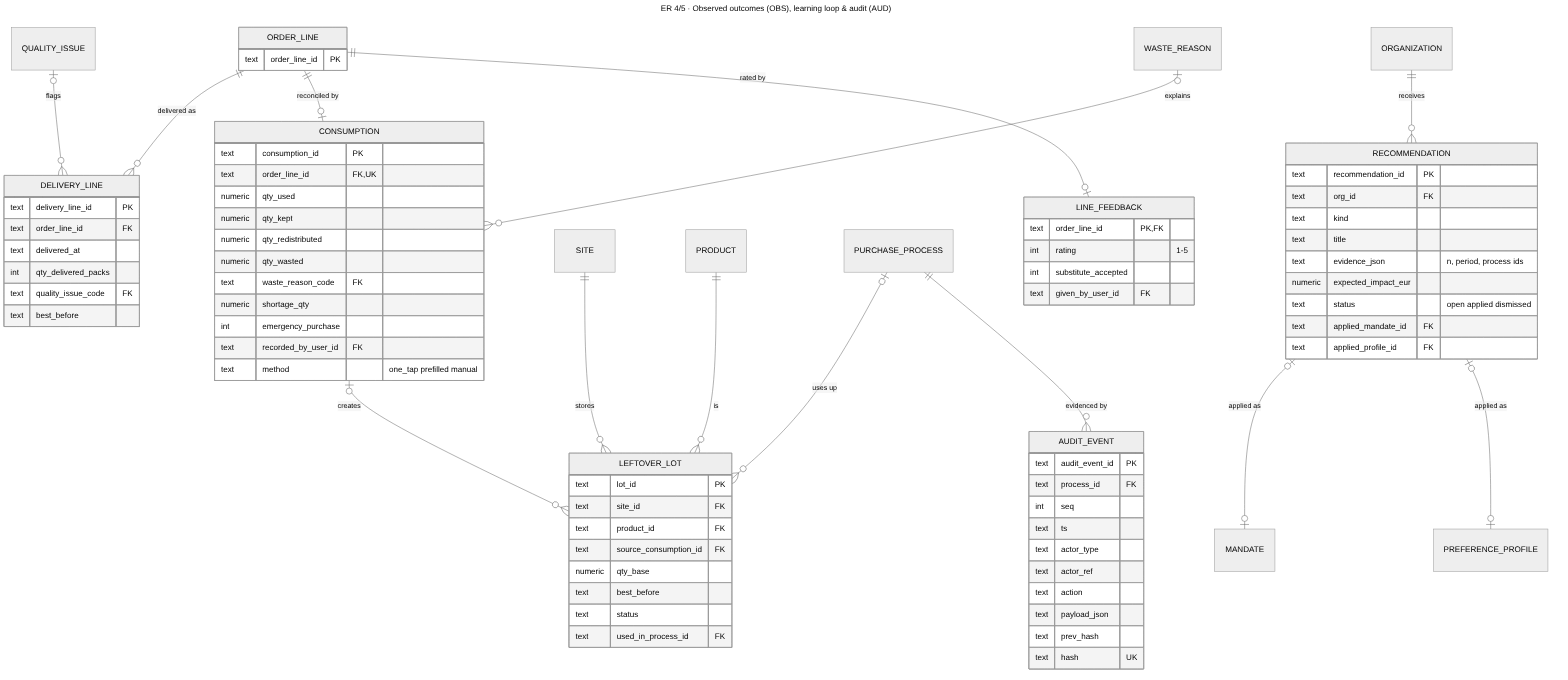 ER 4/5 · Observed outcomes (OBS), learning loop & audit (AUD)
QUALITY_ISSUE
ORDER_LINE
text order_line_id PK
WASTE_REASON
ORGANIZATION
flags
delivered as
reconciled by
rated by
explains
receives
DELIVERY_LINE
text delivery_line_id PK
text order_line_id FK
text delivered_at
int qty_delivered_packs
text quality_issue_code FK
text best_before
CONSUMPTION
text consumption_id PK
text order_line_id FK,UK
numeric qty_used
numeric qty_kept
numeric qty_redistributed
numeric qty_wasted
text waste_reason_code FK
numeric shortage_qty
int emergency_purchase
text recorded_by_user_id FK
text method one_tap prefilled manual
SITE
PRODUCT
PURCHASE_PROCESS
LINE_FEEDBACK
text order_line_id PK,FK
int rating 1-5
int substitute_accepted
text given_by_user_id FK
RECOMMENDATION
text recommendation_id PK
text org_id FK
text kind
text title
text evidence_json n, period, process ids
numeric expected_impact_eur
text status open applied dismissed
text applied_mandate_id FK
text applied_profile_id FK
creates
stores
is
uses up
evidenced by
applied as
applied as
LEFTOVER_LOT
text lot_id PK
text site_id FK
text product_id FK
text source_consumption_id FK
numeric qty_base
text best_before
text status
text used_in_process_id FK
AUDIT_EVENT
text audit_event_id PK
text process_id FK
int seq
text ts
text actor_type
text actor_ref
text action
text payload_json
text prev_hash
text hash UK
MANDATE
PREFERENCE_PROFILE